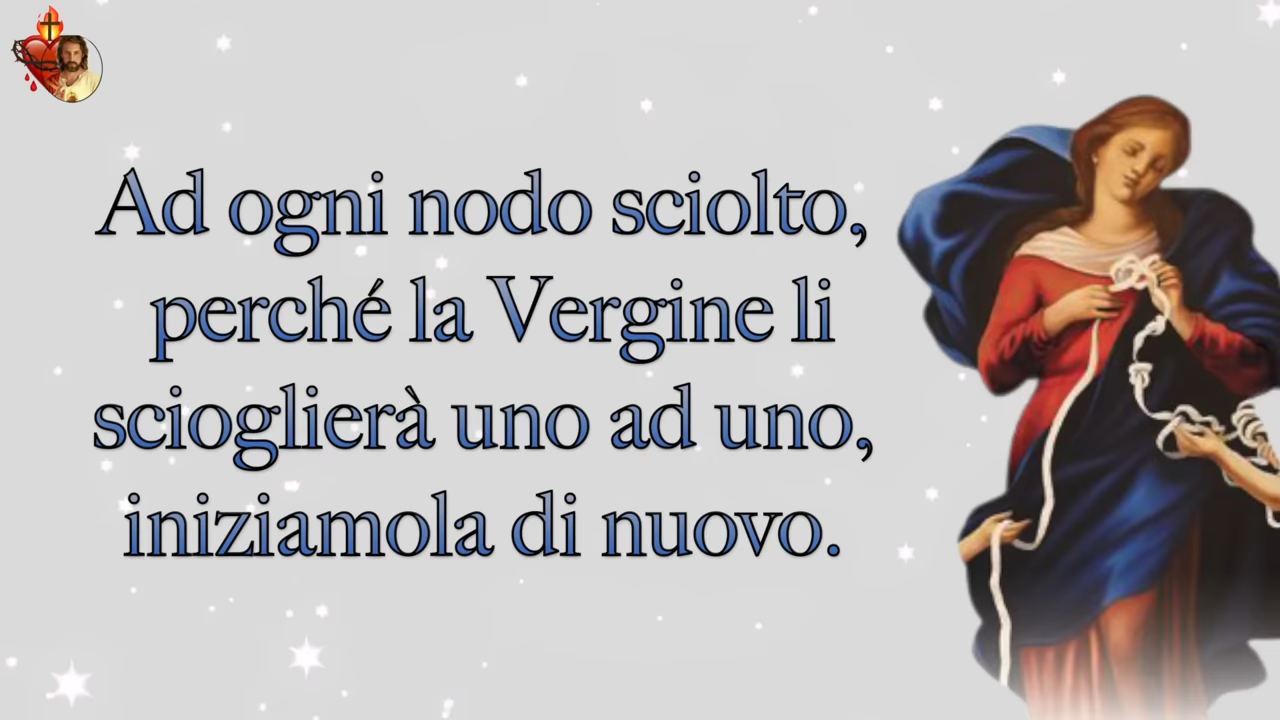 Ad ogni nodo sciolto,
perché la Vergine li
scioglierà uno ad uno,
iniziamola di nuovo.